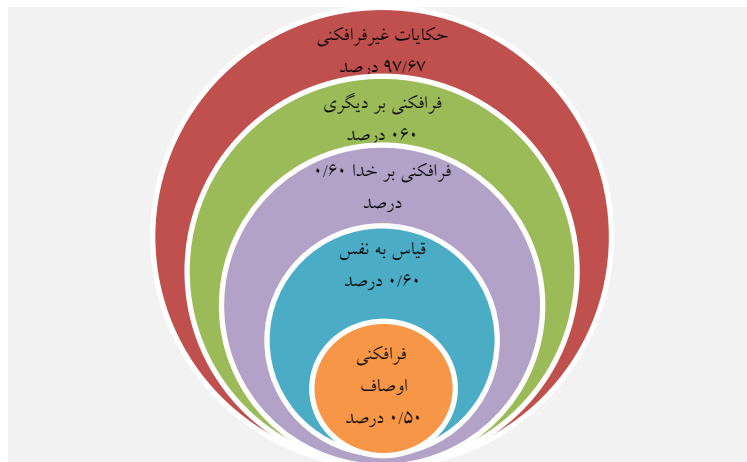 حکایات غیرفرافکنی
۹۷/۶۷ درصد
فرافکنی بر دیگری
۰۶۰ درصد
فرافکنی بر خدا ۰/۶۰
درصد
قیاس به نفس
۰/۶۰ درصد
فرافکنی
اوصاف
۰/۵۰ درصد